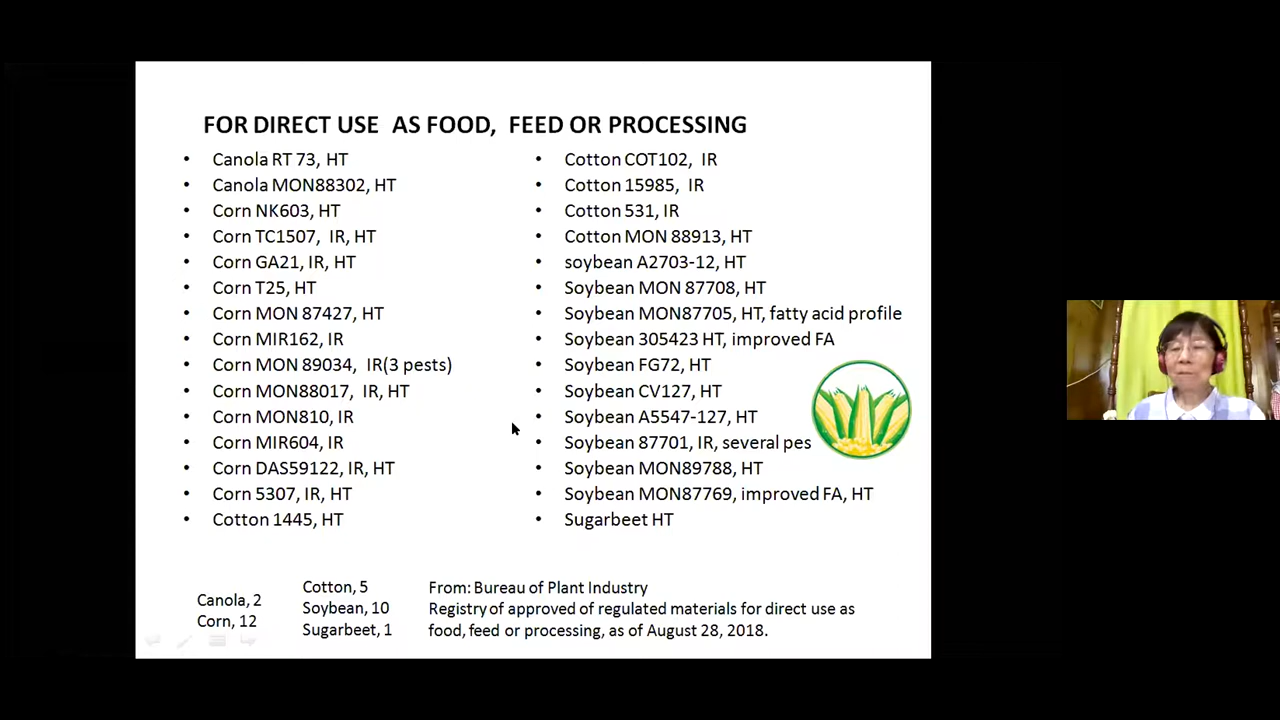 FOR DIRECT USE AS FOOD, FEED OR PROCESSING
• Canola RT 73, HT
• Canola MON88302, HT
• Corn NK603, HT
• Corn TC1507, IR, HT
• Corn GA21, IR, HT
• Corn T25, HT
• Corn MON 87427, HT
• Corn MIR162, IR
• Corn MON 89034, IR(3 pests)
• Corn MON88017, IR, HT
• Corn MON810, IR
• Corn MIR604, IR
• Corn DAS59122, IR, HT
• Corn 5307, IR, HT
• Cotton 1445, HT
• Cotton COT102, IR
• Cotton 15985, IR
• Cotton 531, IR
• Cotton MON 88913, HT
• soybean A2703-12, HT
• Soybean MON 87708, HT
• Soybean MON87705, HT, fatty acid profile
• Soybean 305423 HT, improved FA
• Soybean FG72, HT
• Soybean CV127, HT
• Soybean A5547-127, HT
• Soybean 87701, IR, several pes
• Soybean MON89788, HT
• Soybean MON87769, improved FA, HT
• Sugarbeet HT
Canola, 2
Corn, 12
Cotton, 5
Soybean, 10
Sugarbeet, 1
From: Bureau of Plant Industry
Registry of approved of regulated materials for direct use as
food, feed or processing, as of August 28, 2018.